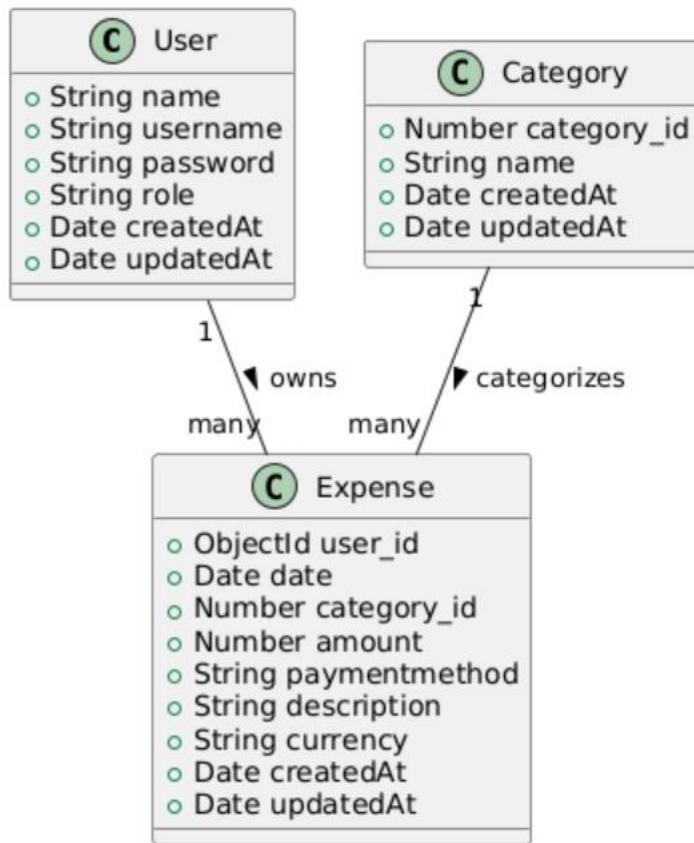 C User
String name
String username
String password
String role
Date createdAt
Date updatedAt
C Category
Number category_id
String name
Date createdAt
Date updatedAt
1
1
owns
categorizes
many
many
C Expense
ObjectId user_id
Date date
Number category_id
Number amount
String paymentmethod
String description
String currency
Date createdAt
Date updatedAt